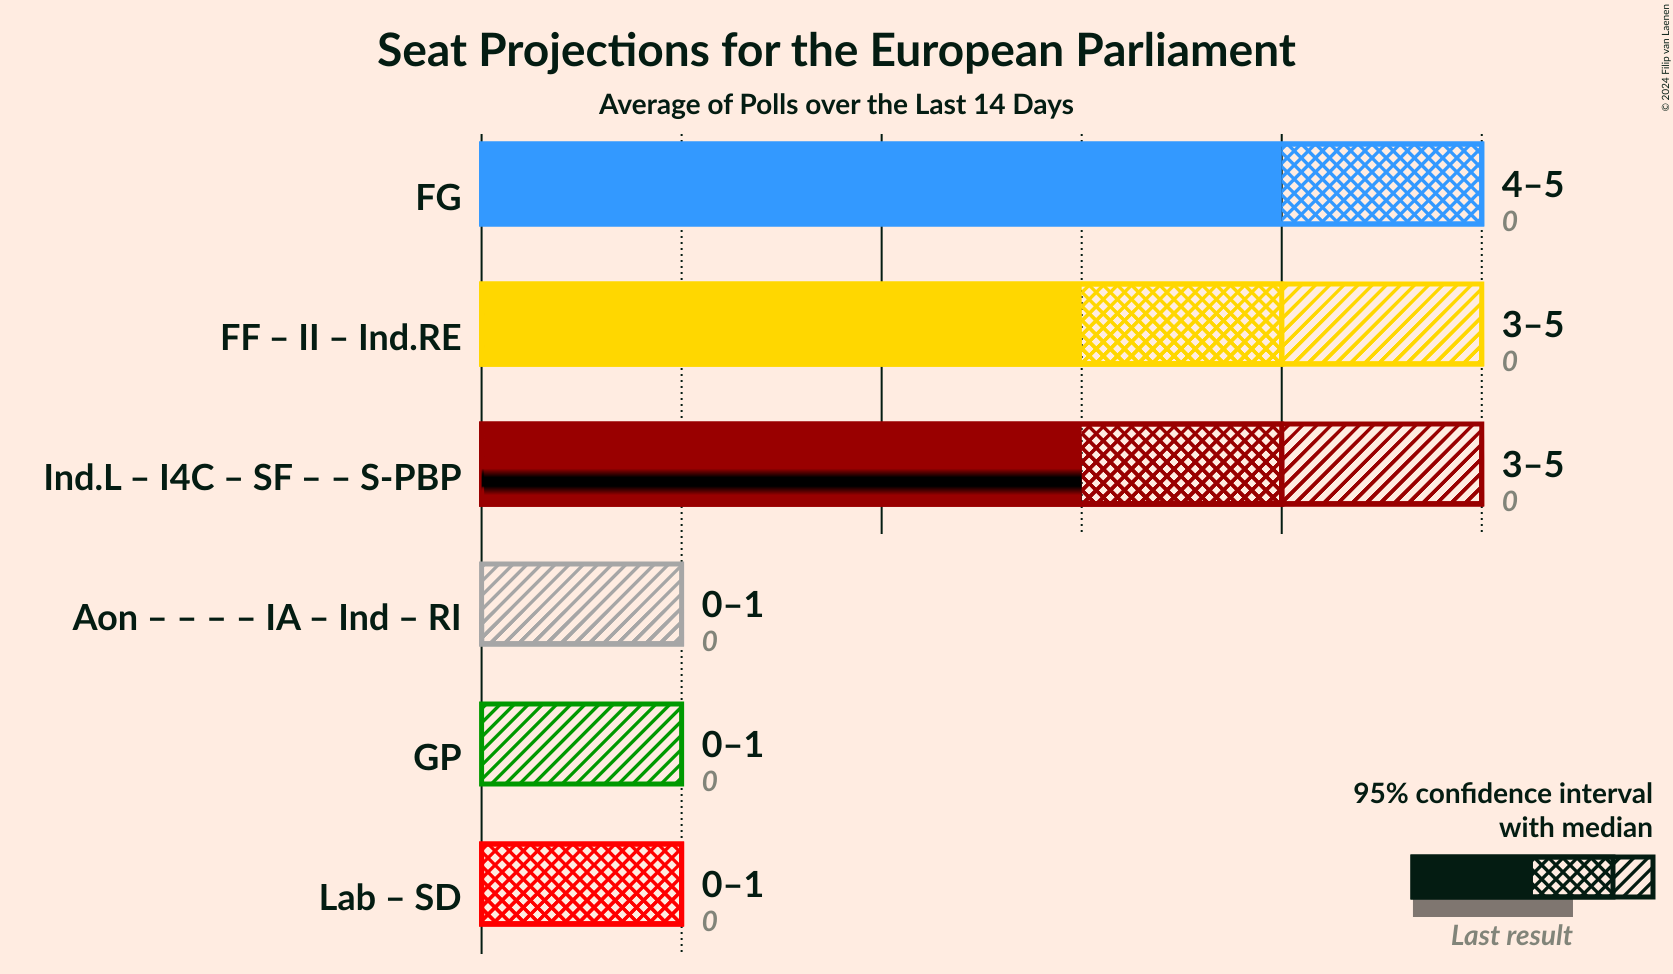 Seat Projections for the European Parliament
Average of Polls over the Last 14 Days
© 2024 Filip van Laenen
FG
4–5
0
FF – II – Ind.RE
3–5
0
Ind.L – I4C – SF – – S-PBP
3–5
0
Aon – – – – IA – Ind – RI
0–1
0
GP
0–1
0
Lab – SD
0–1
0
95% confidence interval
with median
Last result